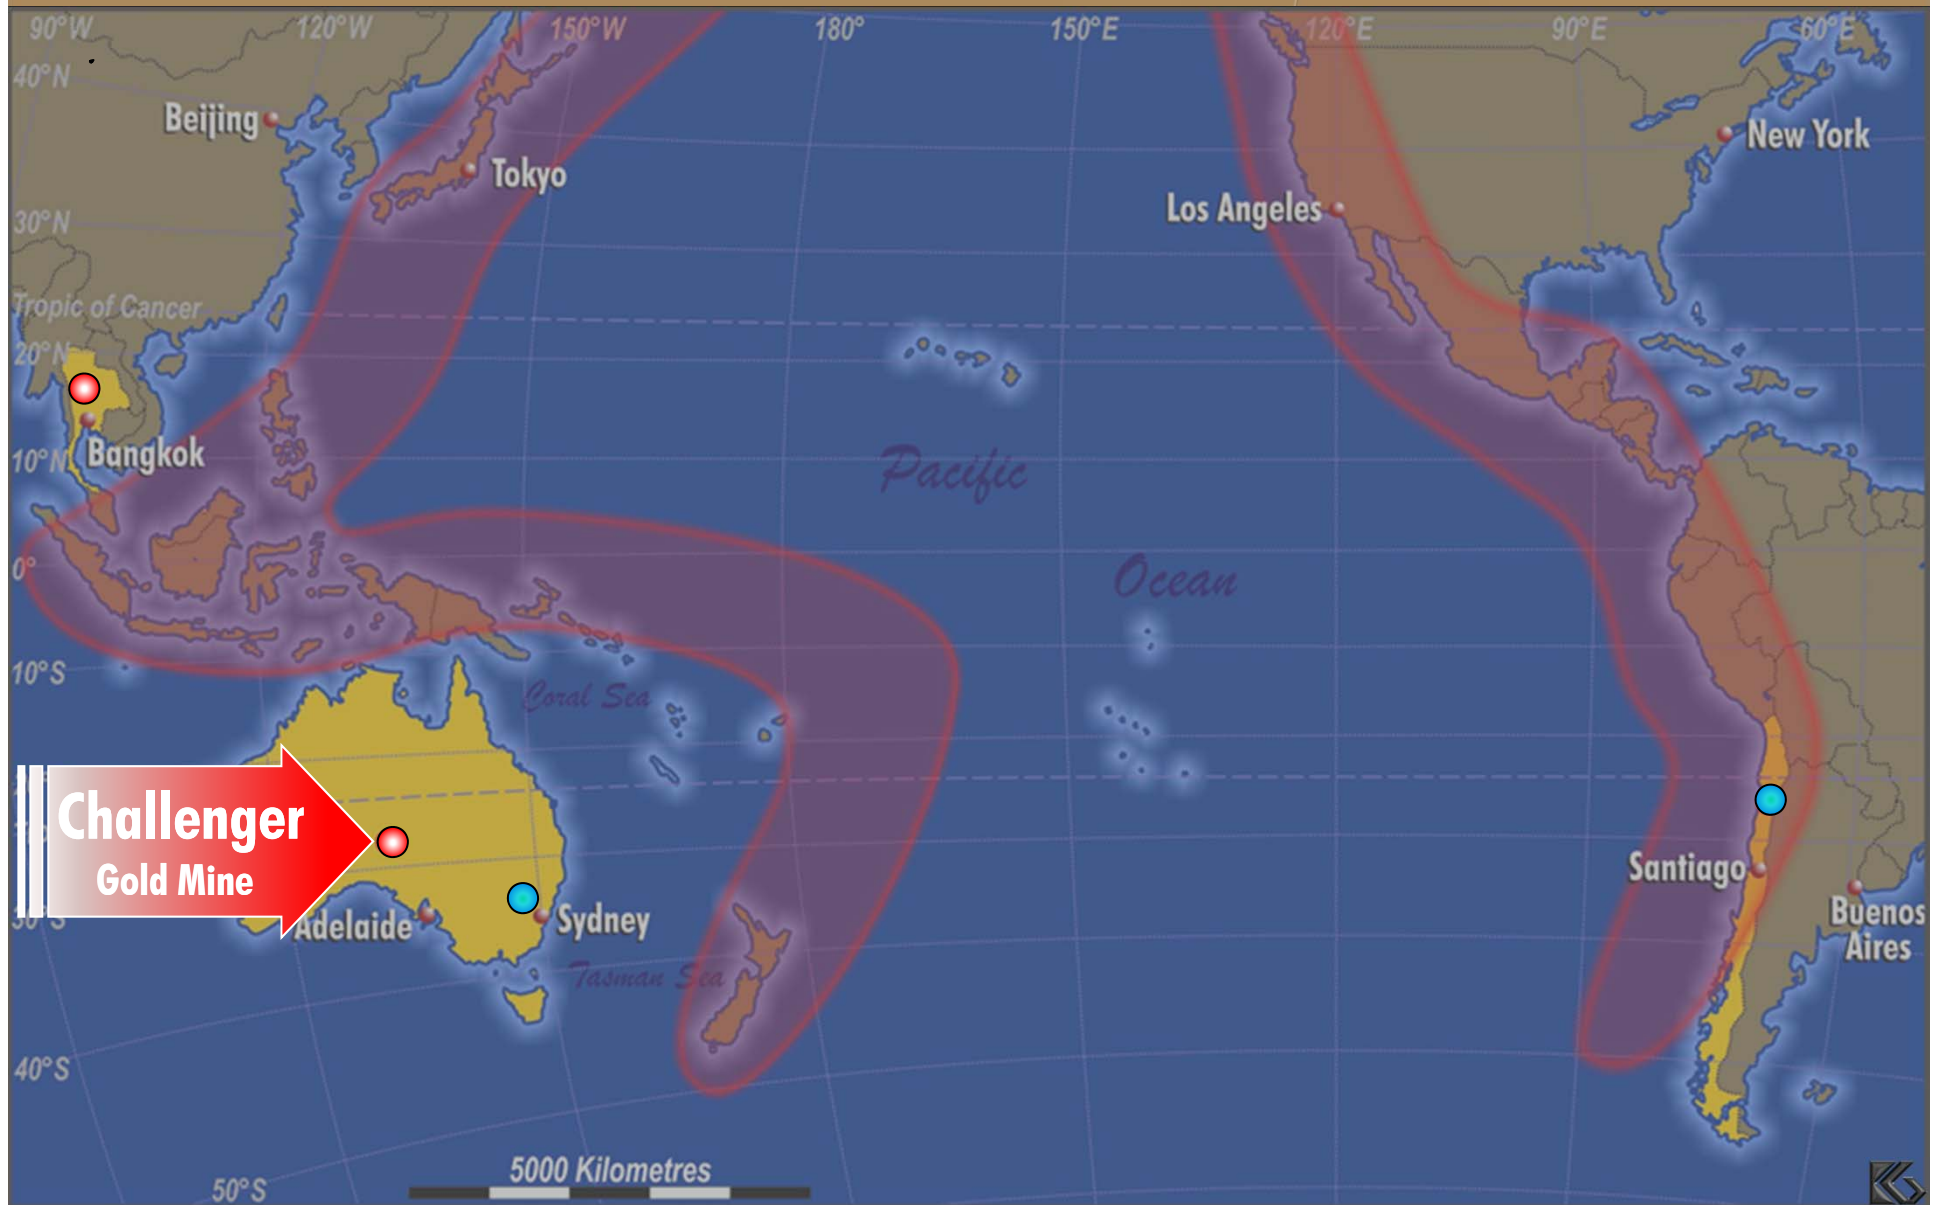 90°W
120°W
150°W
180°
150°E
120°E
90°E
60°E
40°N
Beijing
New York
Tokyo
Los Angeles
30°N
Tropic of Cancer
20°N
Bangkok
10°N
Pacific
Ocean
0°
10°S
Coral Sea
Challenger
Gold Mine
Santiago
30°S
Adelaide
Sydney
Buenos
Aires
Tasman Sea
40°S
5000 Kilometres
50°S